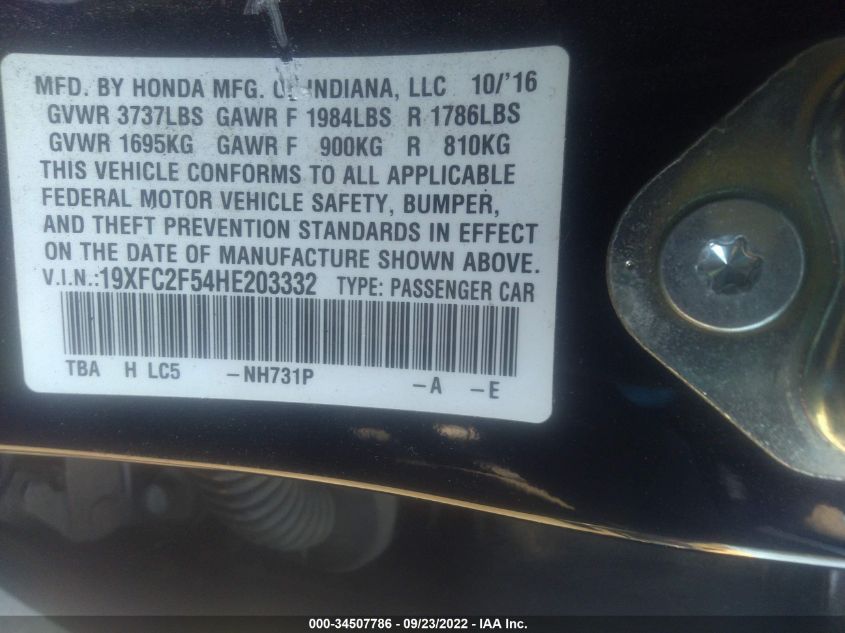 MFD. BY HONDA MFG. OF INDIANA, LLC 10/'16
GVWR 3737LBS GAWR F 1984LBS R 1786LBS
GVWR 1695KG GAWR F 900KG R 810KG
THIS VEHICLE CONFORMS TO ALL APPLICABLE
FEDERAL MOTOR VEHICLE SAFETY, BUMPER,
AND THEFT PREVENTION STANDARDS IN EFFECT
ON THE DATE OF MANUFACTURE SHOWN ABOVE.
V.I.N.:19XFC2F54HE203332 TYPE: PASSENGER CAR
TBA H LC5 –NH731P –A –E
000-34507786 - 09/23/2022 - IAA Inc.